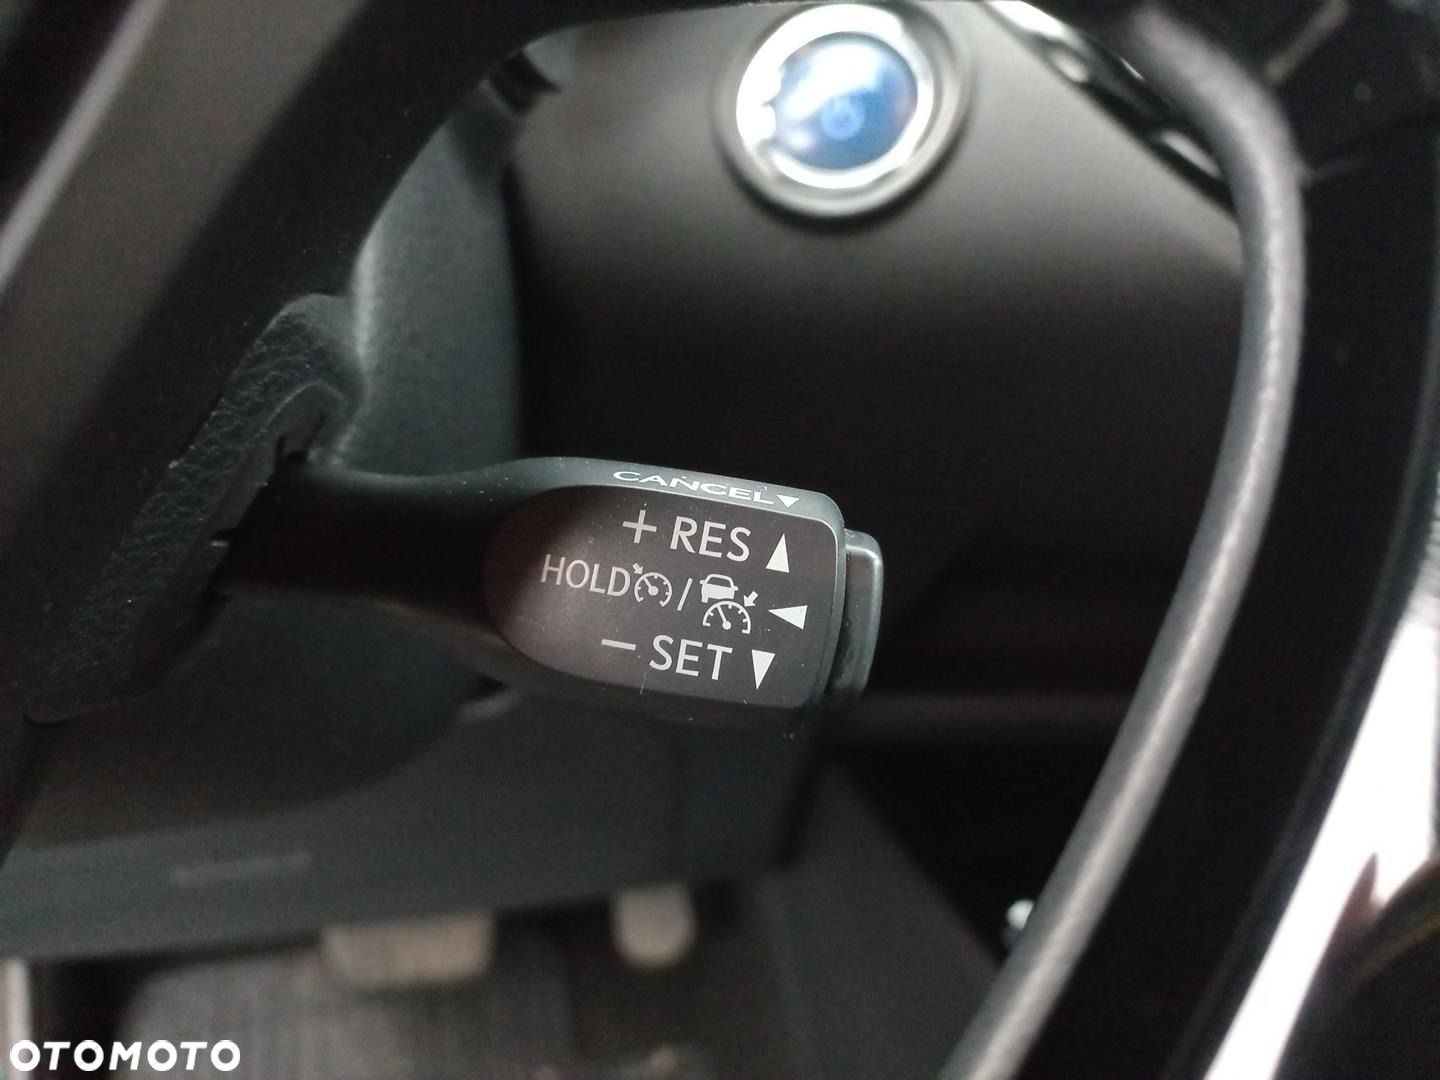 CANCEL
+ RES
HOLD /
− SET
OTOMOTO